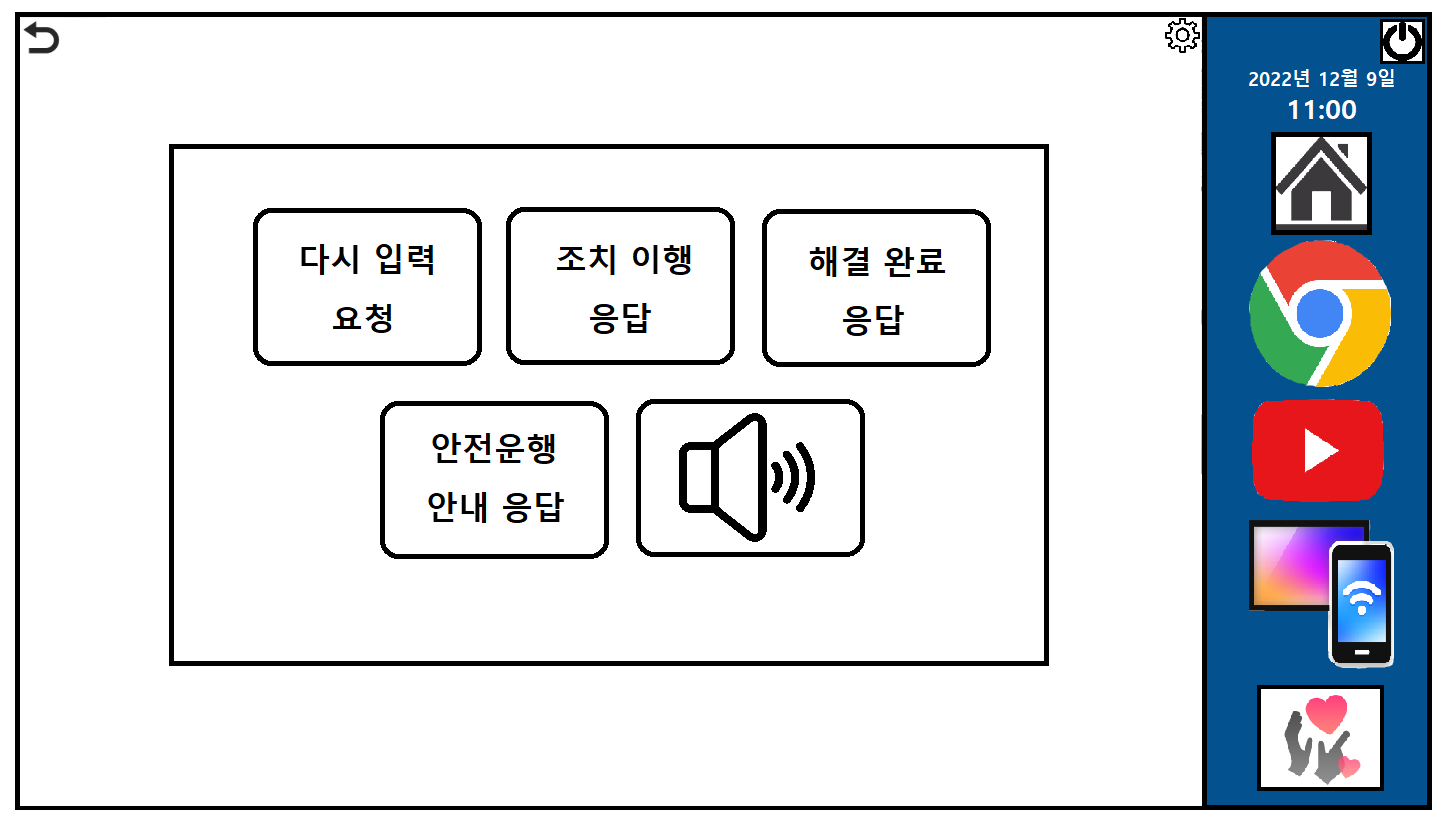 2022년 12월 9일
11:00
다시 입력
요청
조치 이행
응답
해결 완료
응답
안전운행
안내 응답